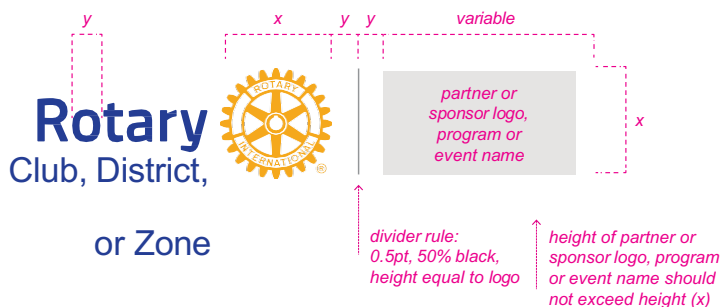 y
x
y
y
variable
Rotary
Club, District,
or Zone
ROTARY
INTERNATIONAL
®
partner or
sponsor logo,
program or
event name
x
divider rule:
0.5pt, 50% black,
height equal to logo
height of partner or
sponsor logo, program
or event name should
not exceed height (x)